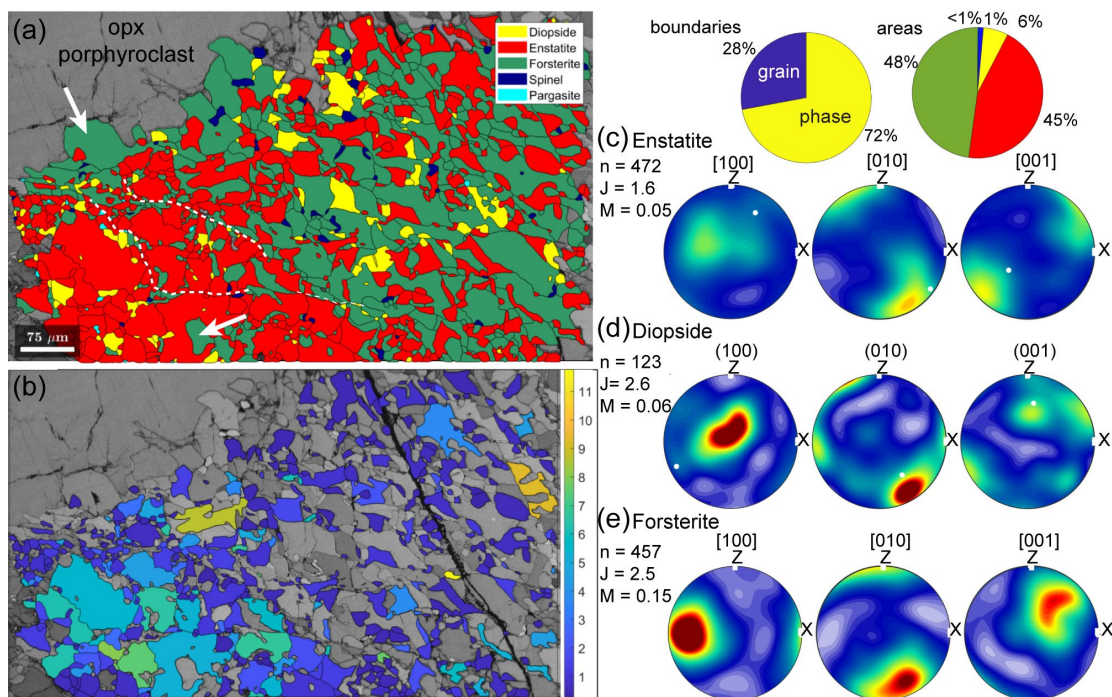 (a)
opx
porphyroclast
Diopside
Enstatite
Forsterite
Spinel
Pargasite
75 μm
(b)
11
10
9
8
7
6
5
4
3
2
1
boundaries
28%
grain
phase
72%
areas
<1%
1%
6%
48%
45%
(c) Enstatite
n = 472
J = 1.6
M = 0.05
[100]
Z
[010]
Z
X
[001]
Z
X
X
(d) Diopside
n = 123
J= 2.6
M = 0.06
(100)
Z
(010)
Z
X
(001)
Z
X
X
(e) Forsterite
n = 457
J = 2.5
M = 0.15
[100]
Z
[010]
Z
X
[001]
Z
X
X